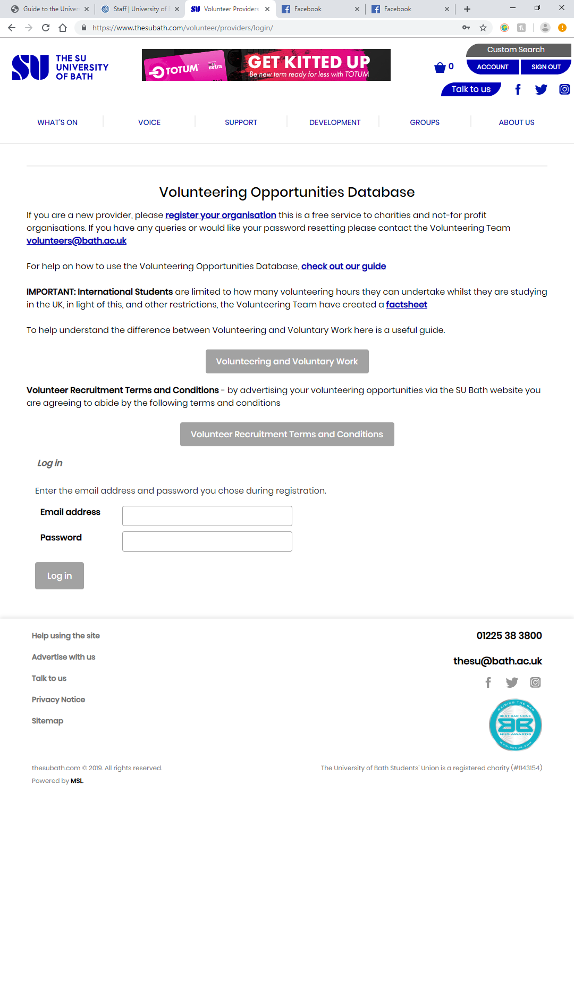 Guide to the Univer
Staff | University of
Volunteer Providers
Facebook
Facebook
https://www.thesubath.com/volunteer/providers/login/
SU THE SU
UNIVERSITY
OF BATH
TOTUM nus extra
GET KITTED UP
Be new term ready for less with TOTUM
Custom Search
0
ACCOUNT
SIGN OUT
Talk to us
WHAT'S ON
VOICE
SUPPORT
DEVELOPMENT
GROUPS
ABOUT US
Volunteering Opportunities Database
If you are a new provider, please register your organisation this is a free service to charities and not-for profit
organisations. If you have any queries or would like your password resetting please contact the Volunteering Team
volunteers@bath.ac.uk
For help on how to use the Volunteering Opportunities Database, check out our guide
IMPORTANT: International Students are limited to how many volunteering hours they can undertake whilst they are studying
in the UK, in light of this, and other restrictions, the Volunteering Team have created a factsheet
To help understand the difference between Volunteering and Voluntary Work here is a useful guide.
Volunteering and Voluntary Work
Volunteer Recruitment Terms and Conditions - by advertising your volunteering opportunities via the SU Bath website you
are agreeing to abide by the following terms and conditions
Volunteer Recruitment Terms and Conditions
Log in
Enter the email address and password you chose during registration.
Email address
Password
Log in
Help using the site
Advertise with us
Talk to us
Privacy Notice
Sitemap
01225 38 3800
thesu@bath.ac.uk
RAISING THE BAR
BEST BAR NONE
NUS AWARDS
thesubath.com © 2019. All rights reserved.
The University of Bath Students' Union is a registered charity (#1143154)
Powered by MSL